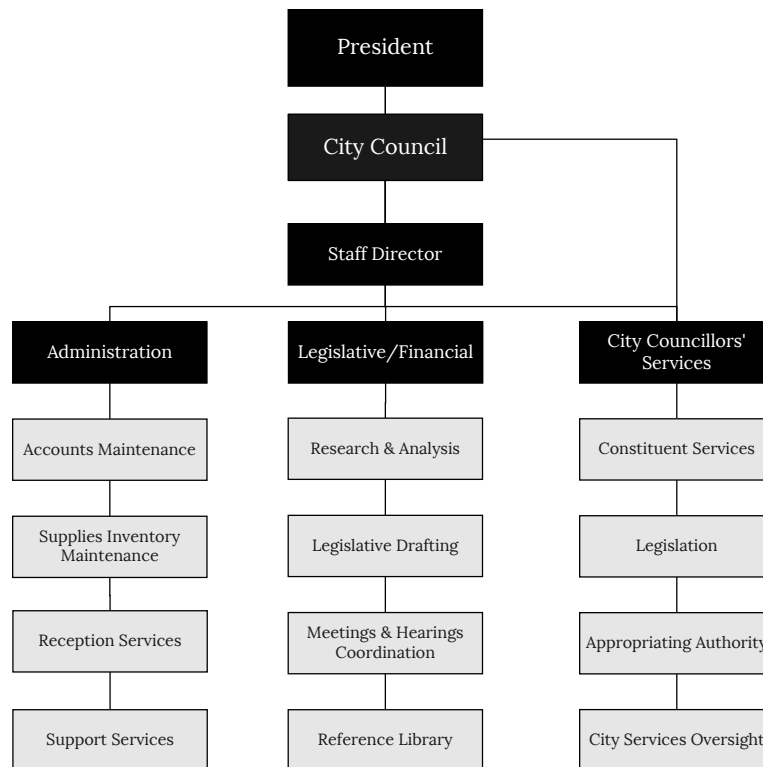 President
City Council
Staff Director
Administration
Legislative/Financial
City Councillors'
Services
Accounts Maintenance
Research & Analysis
Constituent Services
Supplies Inventory
Maintenance
Legislative Drafting
Legislation
Reception Services
Meetings & Hearings
Coordination
Appropriating Authority
Support Services
Reference Library
City Services Oversight